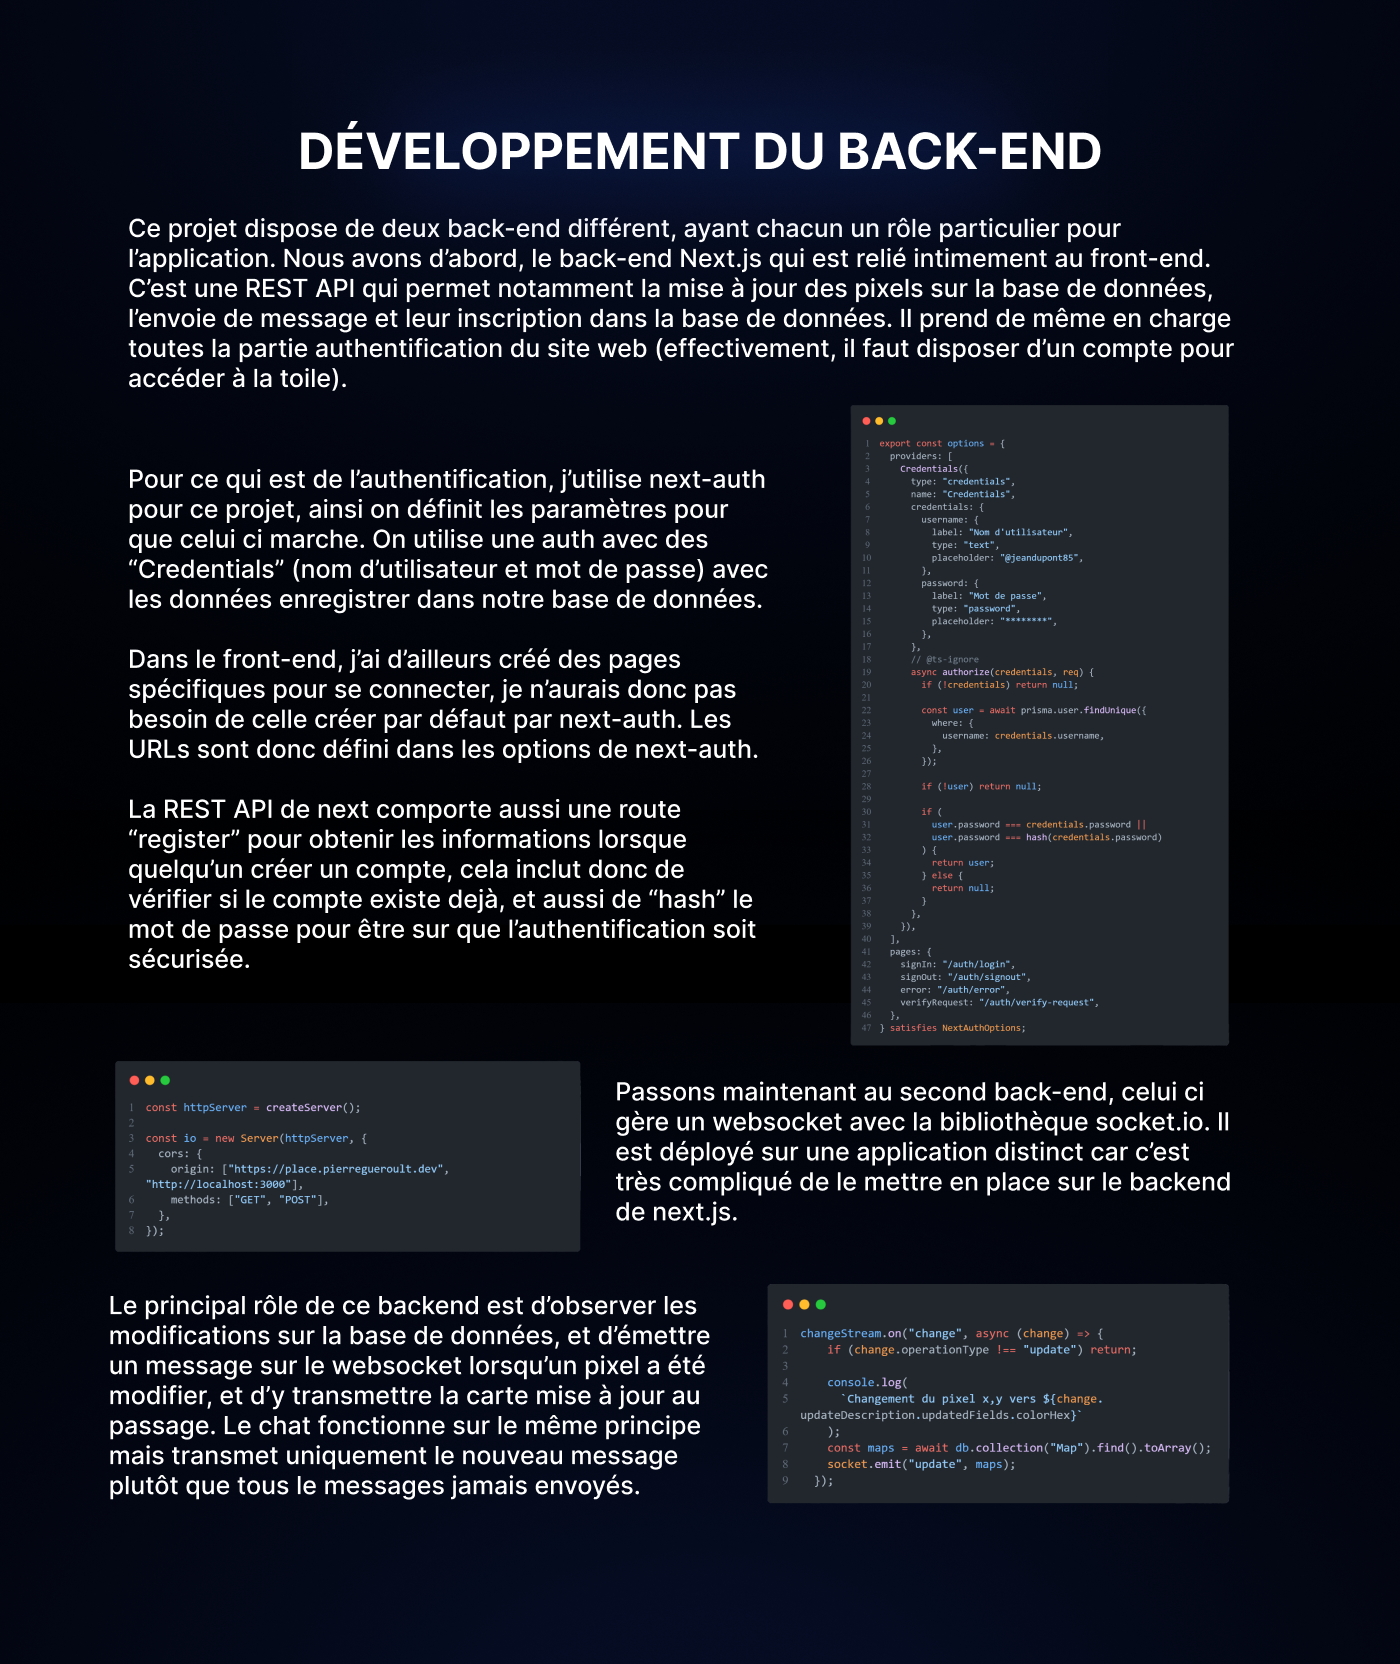 DÉVELOPPEMENT DU BACK-END
Ce projet dispose de deux back-end différent, ayant chacun un rôle particulier pour
l’application. Nous avons d’abord, le back-end Next.js qui est relié intimement au front-end.
C’est une REST API qui permet notamment la mise à jour des pixels sur la base de données,
l’envoie de message et leur inscription dans la base de données. Il prend de même en charge
toutes la partie authentification du site web (effectivement, il faut disposer d’un compte pour
accéder à la toile).
Pour ce qui est de l’authentification, j’utilise next-auth
pour ce projet, ainsi on définit les paramètres pour
que celui ci marche. On utilise une auth avec des
“Credentials” (nom d’utilisateur et mot de passe) avec
les données enregistrer dans notre base de données.
Dans le front-end, j’ai d’ailleurs créé des pages
spécifiques pour se connecter, je n’aurais donc pas
besoin de celle créer par défaut par next-auth. Les
URLs sont donc défini dans les options de next-auth.
La REST API de next comporte aussi une route
“register” pour obtenir les informations lorsque
quelqu’un créer un compte, cela inclut donc de
vérifier si le compte existe dejà, et aussi de “hash” le
mot de passe pour être sur que l’authentification soit
sécurisée.
1 export const options = {
2 providers: [
3 Credentials({
4 type: "credentials",
5 name: "Credentials",
6 credentials: {
7 username: {
8 label: "Nom d'utilisateur",
9 type: "text",
10 placeholder: "@jeandupont85",
11 },
12 password: {
13 label: "Mot de passe",
14 type: "password",
15 placeholder: "********",
16 },
17 },
18 // @ts-ignore
19 async authorize(credentials, req) {
20 if (!credentials) return null;
21
22 const user = await prisma.user.findUnique({
23 where: {
24 username: credentials.username,
25 },
26 });
27
28 if (!user) return null;
29
30 if (
31 user.password === credentials.password ||
32 user.password === hash(credentials.password)
33 ) {
34 return user;
35 } else {
36 return null;
37 }
38 },
39 }),
40 ],
41 pages: {
42 signIn: "/auth/login",
43 signOut: "/auth/signout",
44 error: "/auth/error",
45 verifyRequest: "/auth/verify-request",
46 },
47 } satisfies NextAuthOptions;
1 const httpServer = createServer();
2
3 const io = new Server(httpServer, {
4 cors: {
5 origin: ["https://place.pierregueroult.dev",
"http://localhost:3000"],
6 methods: ["GET", "POST"],
7 },
8 });
Passons maintenant au second back-end, celui ci
gère un websocket avec la bibliothèque socket.io. Il
est déployé sur une application distinct car c’est
très compliqué de le mettre en place sur le backend
de next.js.
Le principal rôle de ce backend est d’observer les
modifications sur la base de données, et d’émettre
un message sur le websocket lorsqu’un pixel a été
modifier, et d’y transmettre la carte mise à jour au
passage. Le chat fonctionne sur le même principe
mais transmet uniquement le nouveau message
plutôt que tous le messages jamais envoyés.
1 changeStream.on("change", async (change) => {
2 if (change.operationType !== "update") return;
3
4 console.log(
5 `Changement du pixel x,y vers ${change.
updateDescription.updatedFields.colorHex}`
6 );
7 const maps = await db.collection("Map").find().toArray();
8 socket.emit("update", maps);
9 });